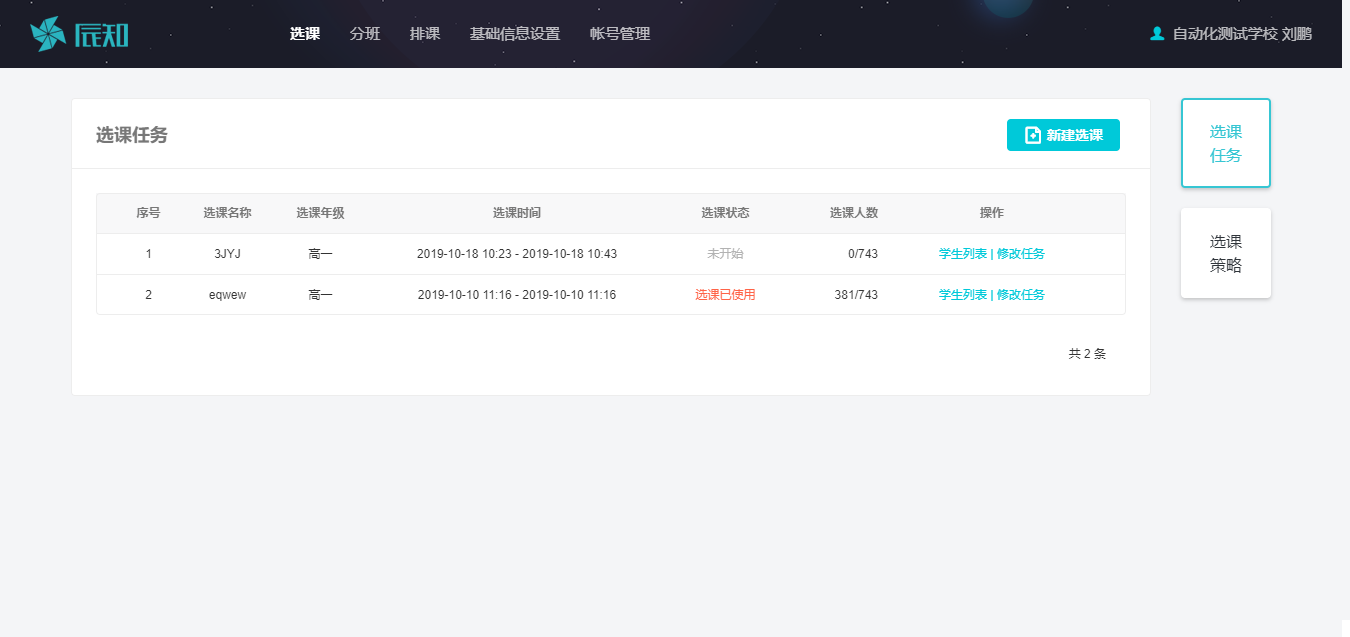 辰知 选课 分班 排课 基础信息设置 帐号管理 自动化测试学校 刘鹏
选课任务 新建选课
序号 选课名称 选课年级 选课时间 选课状态 选课人数 操作
1 3JYJ 高一 2019-10-18 10:23 - 2019-10-18 10:43 未开始 0/743 学生列表 | 修改任务
2 eqwew 高一 2019-10-10 11:16 - 2019-10-10 11:16 选课已使用 381/743 学生列表 | 修改任务
共 2 条
选课
任务
选课
策略